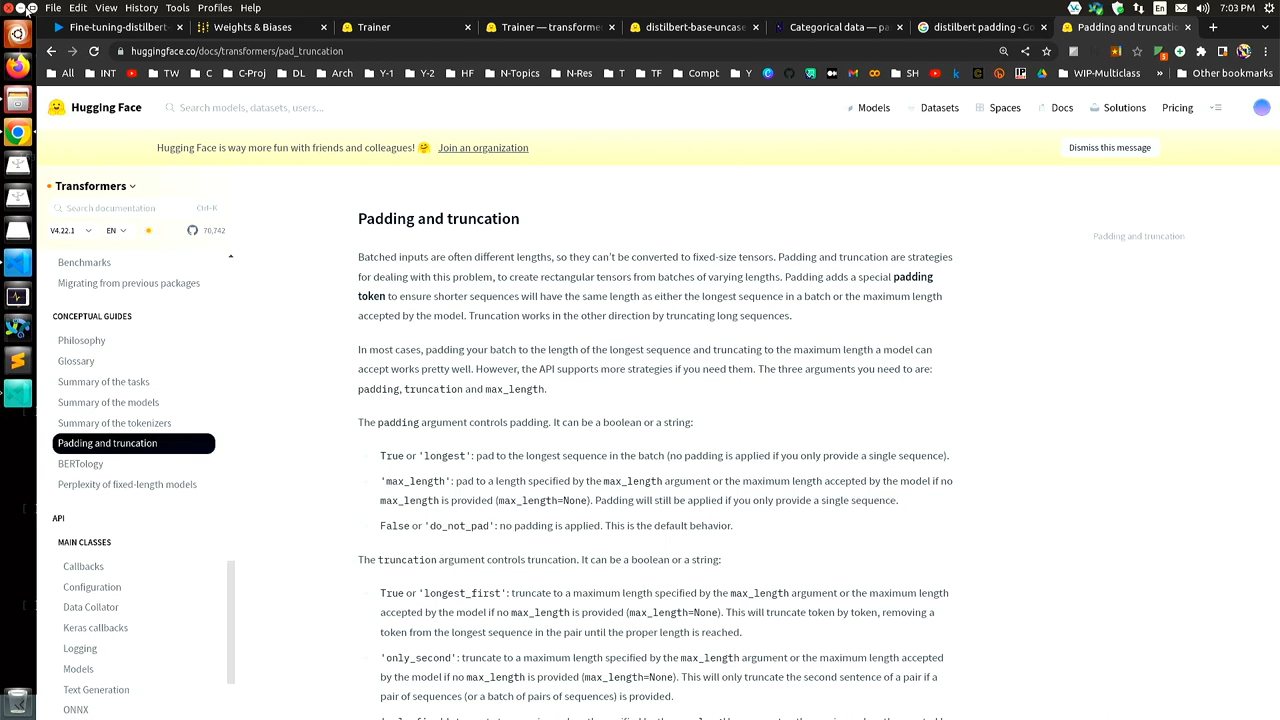 File Edit View History Tools Profiles Help
En
7:03 PM
Fine-tuning-distilbert-
Weights & Biases
Trainer
Trainer — transforme
distilbert-base-uncase
Categorical data — pa
distilbert padding - Go
Padding and truncatio
huggingface.co/docs/transformers/pad_truncation
All INT TW C C-Proj DL Arch Y-1 Y-2 HF N-Topics N-Res T TF Compt Y SH WIP-Multiclass » Other bookmarks
Hugging Face
Search models, datasets, users...
Models Datasets Spaces Docs Solutions Pricing
Hugging Face is way more fun with friends and colleagues! 🤗 Join an organization
Dismiss this message
Transformers
Search documentation Ctrl-K
V4.22.1 EN 70,742
Benchmarks
Migrating from previous packages
CONCEPTUAL GUIDES
Philosophy
Glossary
Summary of the tasks
Summary of the models
Summary of the tokenizers
Padding and truncation
BERTology
Perplexity of fixed-length models
API
MAIN CLASSES
Callbacks
Configuration
Data Collator
Keras callbacks
Logging
Models
Text Generation
ONNX
Padding and truncation
Batched inputs are often different lengths, so they can't be converted to fixed-size tensors. Padding and truncation are strategies
for dealing with this problem, to create rectangular tensors from batches of varying lengths. Padding adds a special padding
token to ensure shorter sequences will have the same length as either the longest sequence in a batch or the maximum length
accepted by the model. Truncation works in the other direction by truncating long sequences.
In most cases, padding your batch to the length of the longest sequence and truncating to the maximum length a model can
accept works pretty well. However, the API supports more strategies if you need them. The three arguments you need to are:
padding, truncation and max_length.
The padding argument controls padding. It can be a boolean or a string:
True or 'longest': pad to the longest sequence in the batch (no padding is applied if you only provide a single sequence).
'max_length': pad to a length specified by the max_length argument or the maximum length accepted by the model if no
max_length is provided (max_length=None). Padding will still be applied if you only provide a single sequence.
False or 'do_not_pad': no padding is applied. This is the default behavior.
The truncation argument controls truncation. It can be a boolean or a string:
True or 'longest_first': truncate to a maximum length specified by the max_length argument or the maximum length
accepted by the model if no max_length is provided (max_length=None). This will truncate token by token, removing a
token from the longest sequence in the pair until the proper length is reached.
'only_second': truncate to a maximum length specified by the max_length argument or the maximum length accepted
by the model if no max_length is provided (max_length=None). This will only truncate the second sentence of a pair if a
pair of sequences (or a batch of pairs of sequences) is provided.
Padding and truncation